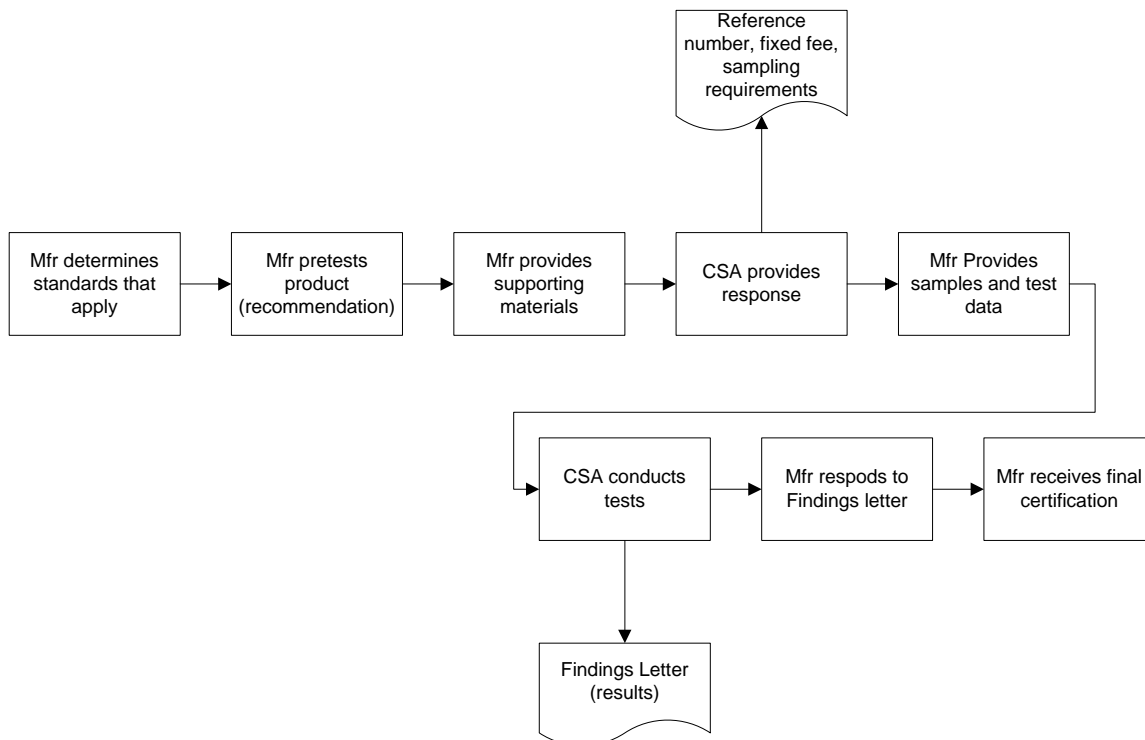 Reference
number, fixed fee,
sampling
requirements
Mfr determines
standards that
apply
Mfr pretests
product
(recommendation)
Mfr provides
supporting
materials
CSA provides
response
Mfr Provides
samples and test
data
CSA conducts
tests
Mfr respods to
Findings letter
Mfr receives final
certification
Findings Letter
(results)